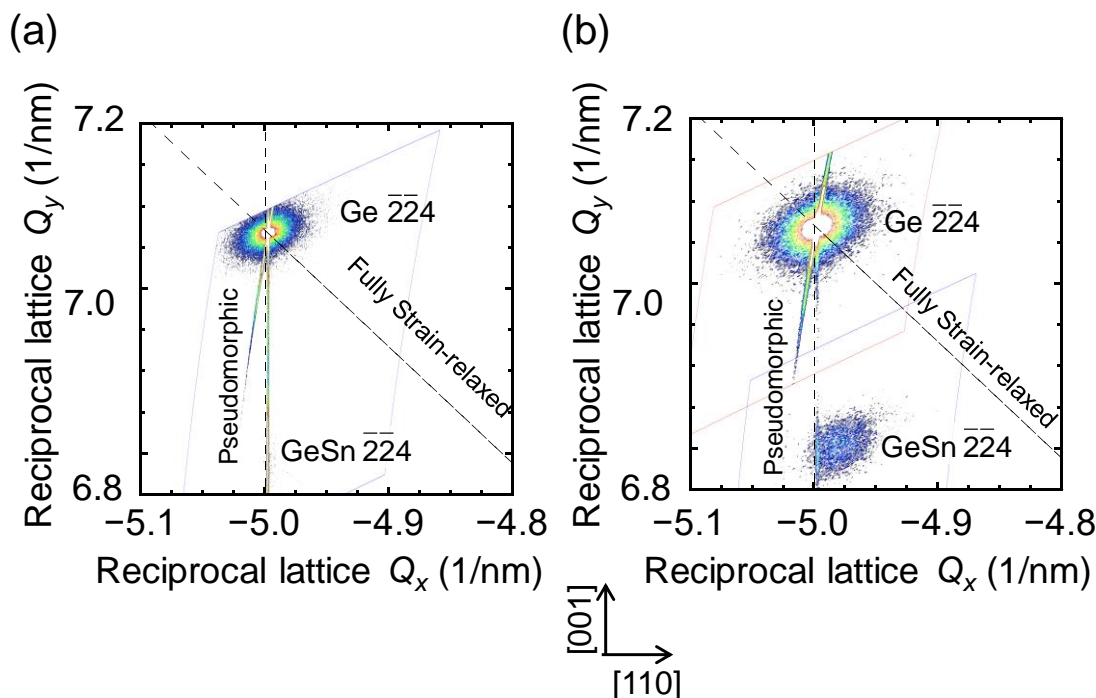 (a)
(b)
Reciprocal lattice Qy (1/nm)
7.2
7.0
6.8
Ge 2̅2̅4
Fully Strain-relaxed
Pseudomorphic
GeSn 2̅2̅4
−5.1 −5.0 −4.9 −4.8
Reciprocal lattice Qx (1/nm)
Reciprocal lattice Qy (1/nm)
7.2
7.0
6.8
Ge 2̅2̅4
Fully Strain-relaxed
Pseudomorphic
GeSn 2̅2̅4
−5.1 −5.0 −4.9 −4.8
Reciprocal lattice Qx (1/nm)
[001]
[110]